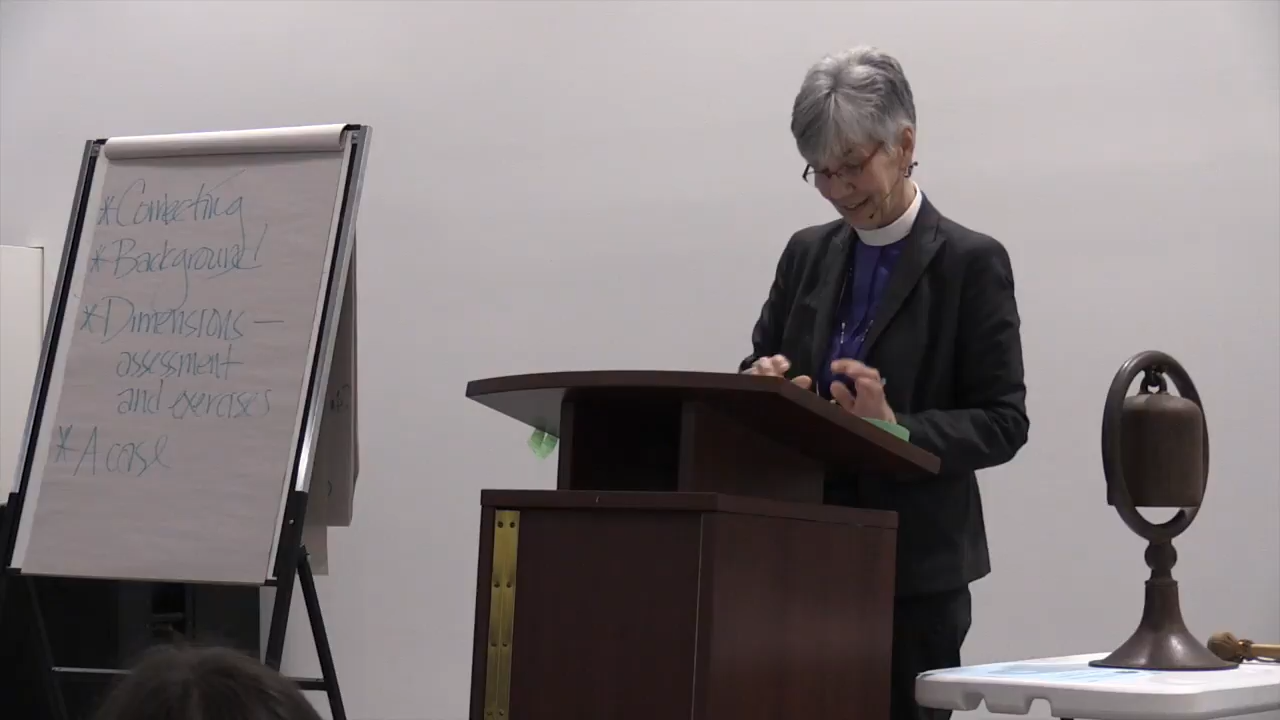 * Connecting
* Background!
* Dimensions —
assessment
and exercises
* A case